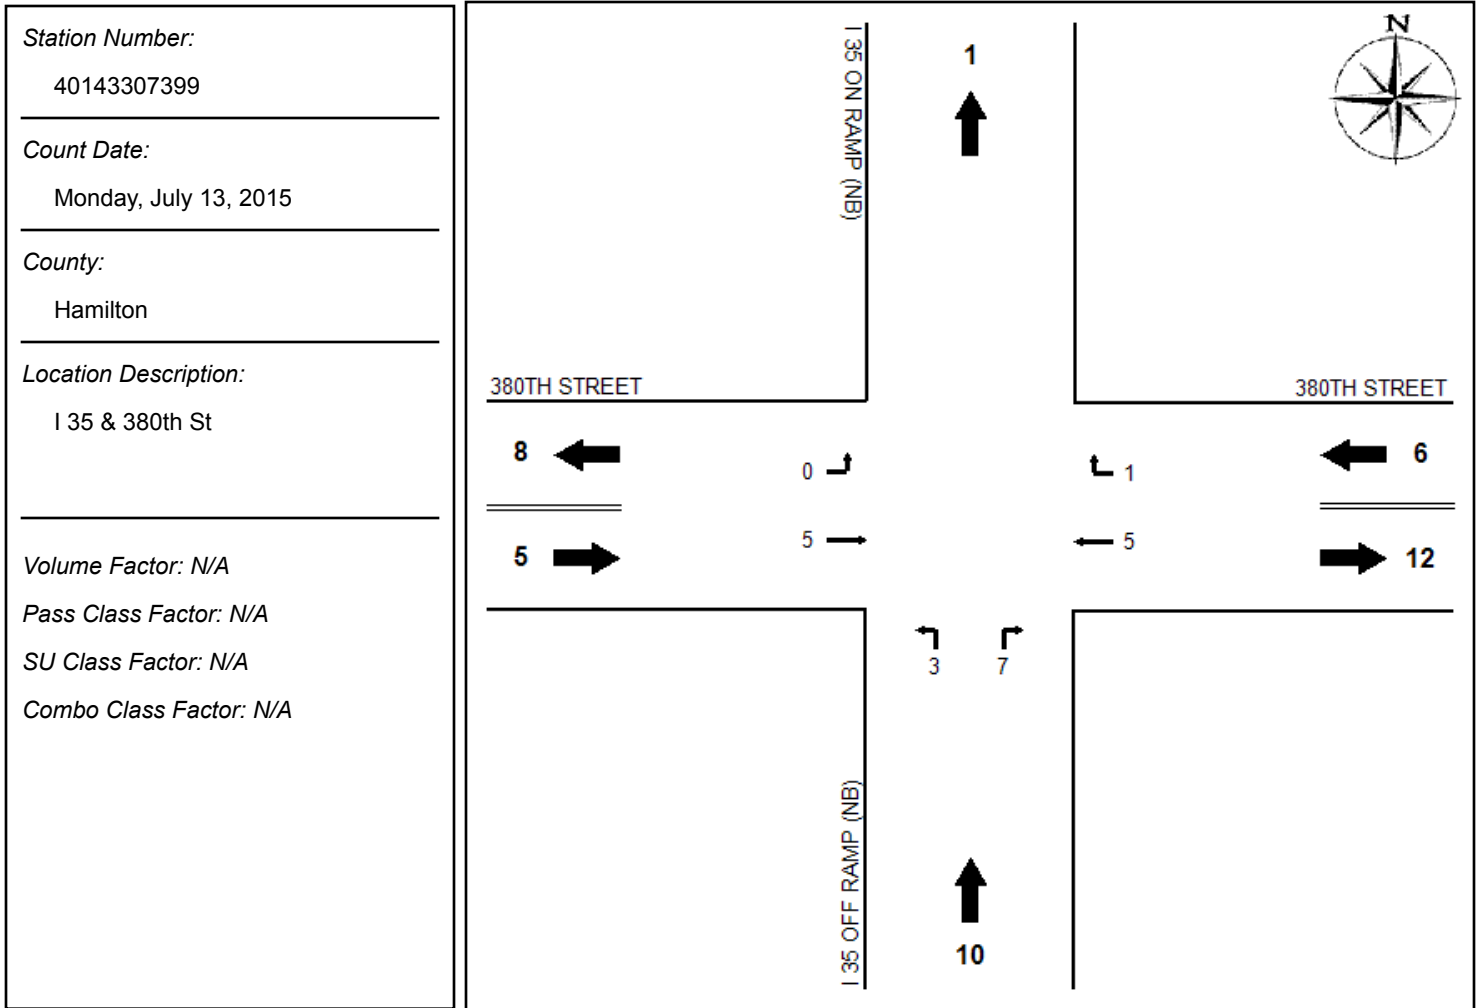 Station Number:
40143307399
Count Date:
Monday, July 13, 2015
County:
Hamilton
Location Description:
I 35 & 380th St
Volume Factor: N/A
Pass Class Factor: N/A
SU Class Factor: N/A
Combo Class Factor: N/A
N
I 35 ON RAMP (NB)
1
380TH STREET
380TH STREET
8
0
1
6
5
5
5
12
3
7
I 35 OFF RAMP (NB)
10